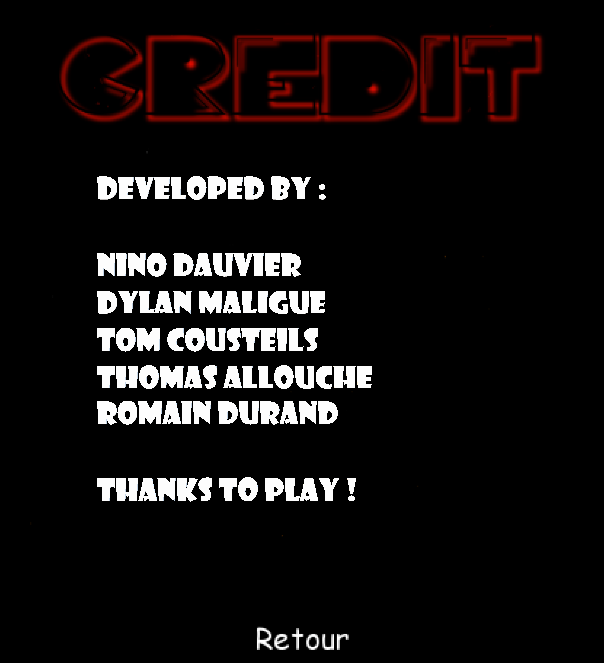 CREDIT
DEVELOPED BY :
NINO DAUVIER
DYLAN MALIGUE
TOM COUSTEILS
THOMAS ALLOUCHE
ROMAIN DURAND
THANKS TO PLAY !
Retour